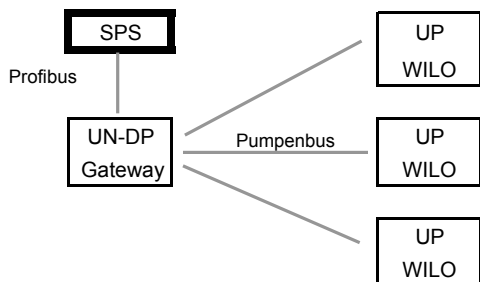 SPS
Profibus
UN-DP
Gateway
Pumpenbus
UP
WILO
UP
WILO
UP
WILO